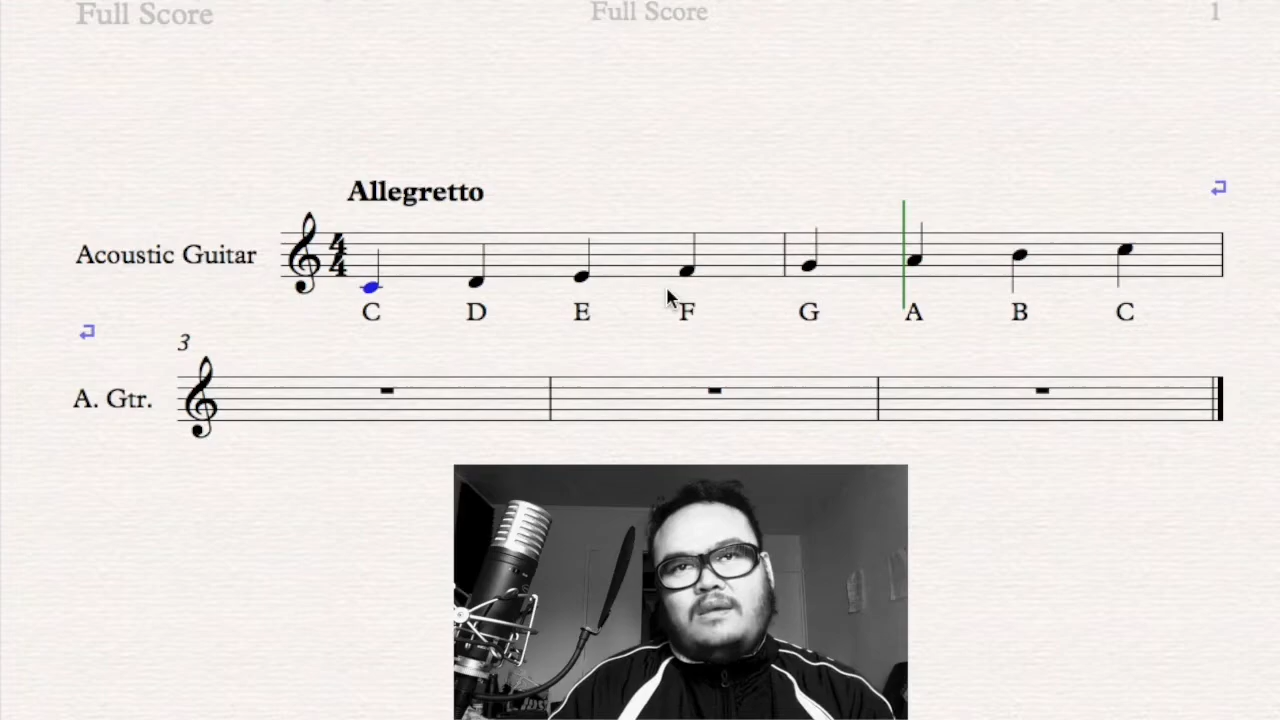 Full Score Full Score 1
Allegretto
Acoustic Guitar 4/4
C D E F G A B C
3
A. Gtr.